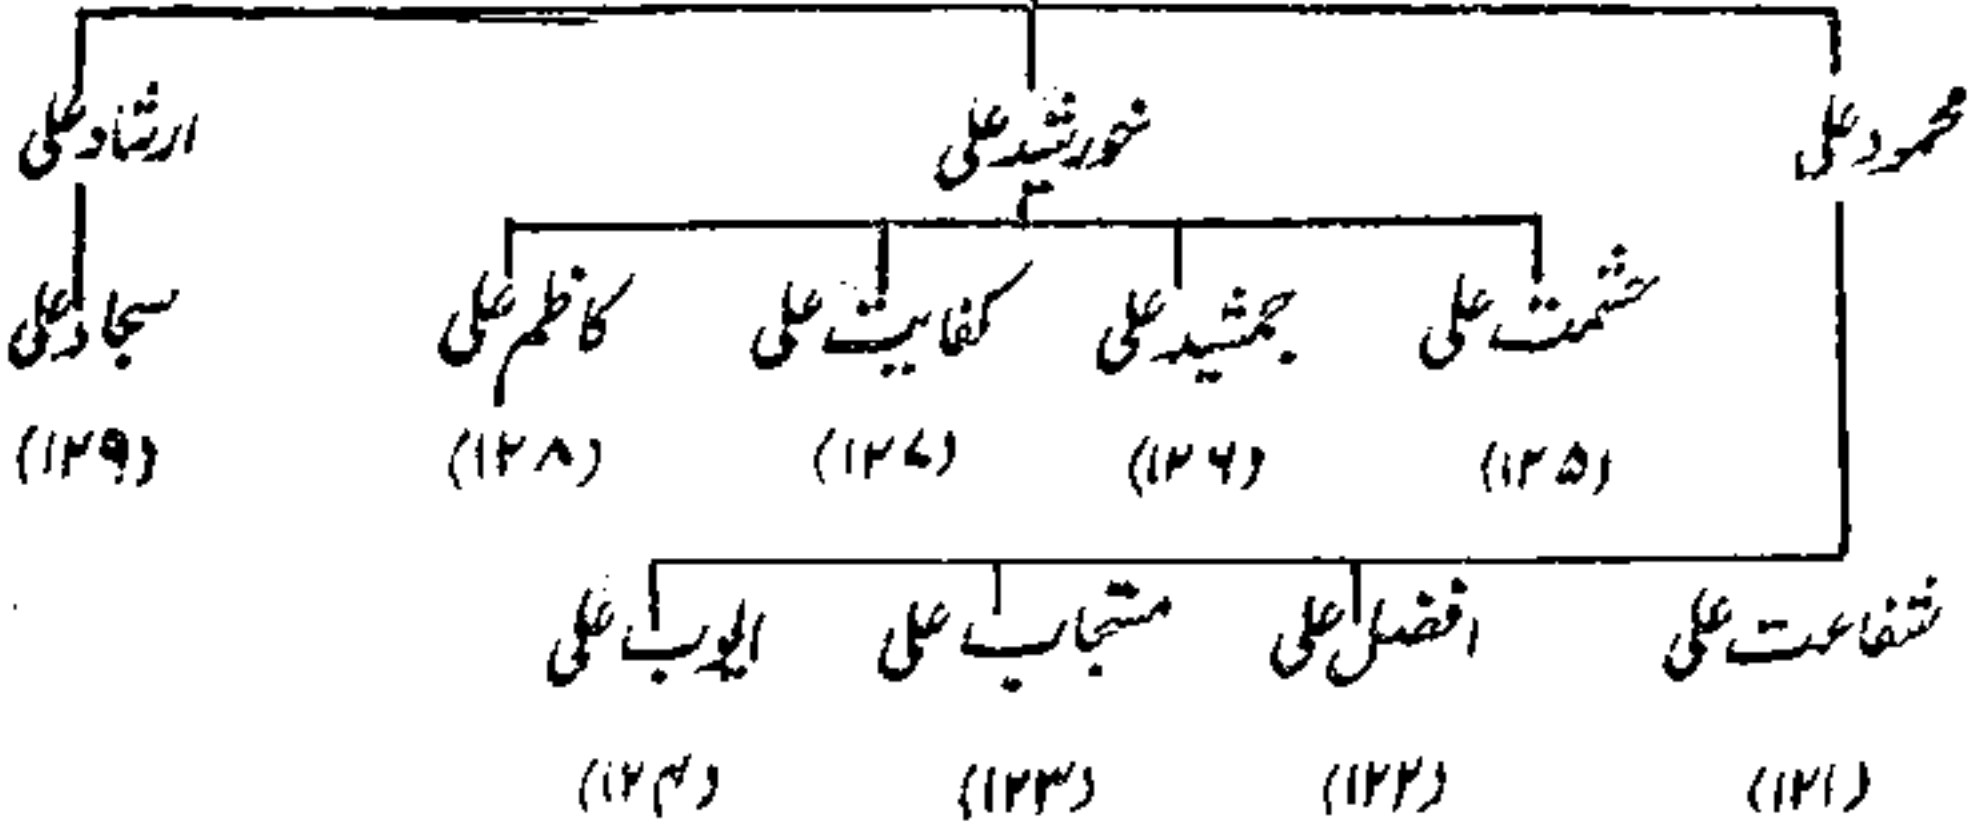 محمود علی خورشید علی ارشاد علی
حشمت علی جمشید علی کفایت علی کاظم علی سجاد علی
(۱۲۵) (۱۲۶) (۱۲۷) (۱۲۸) (۱۲۹)
شفاعت علی افضل علی مستجاب علی ایوب علی
(۱۲۱) (۱۲۲) (۱۲۳) (۱۲۴)